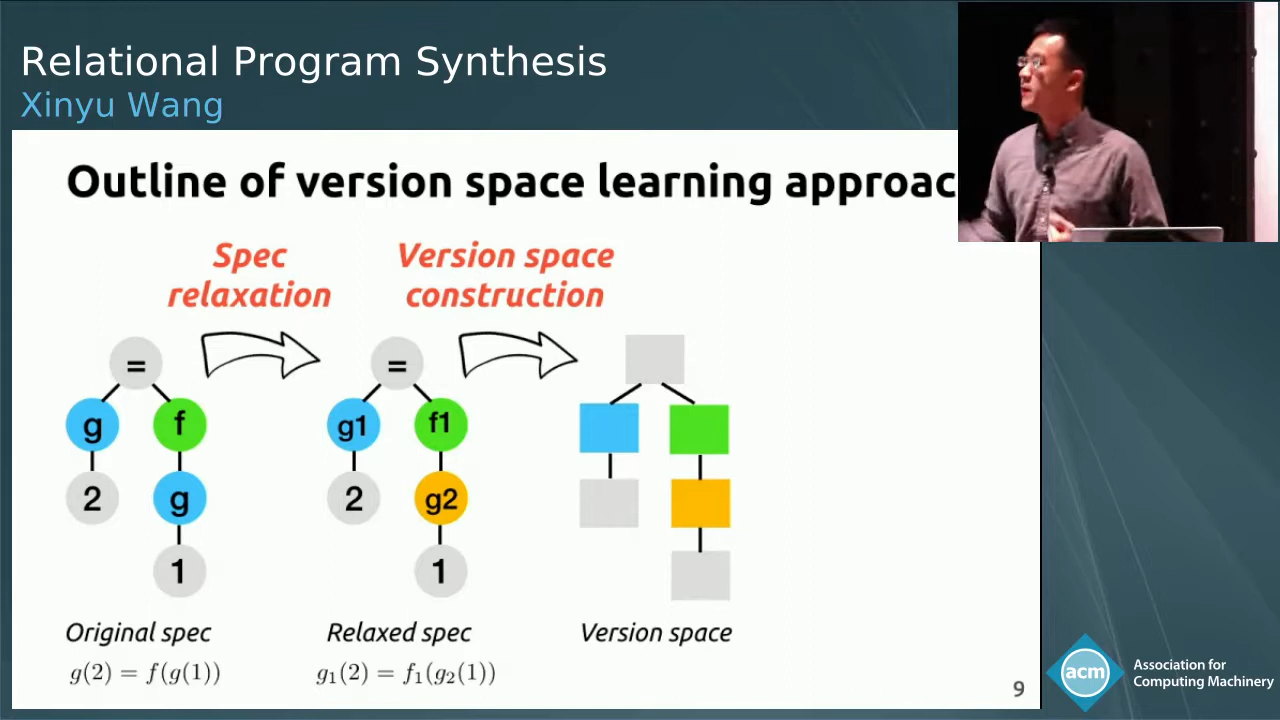 Relational Program Synthesis
Xinyu Wang
Outline of version space learning approac
Spec
relaxation
Version space
construction
=
g
f
2
g
1
=
g1
f1
2
g2
1
Original spec
Relaxed spec
Version space
g(2) = f(g(1))
g₁(2) = f₁(g₂(1))
9
acm
Association for
Computing Machinery